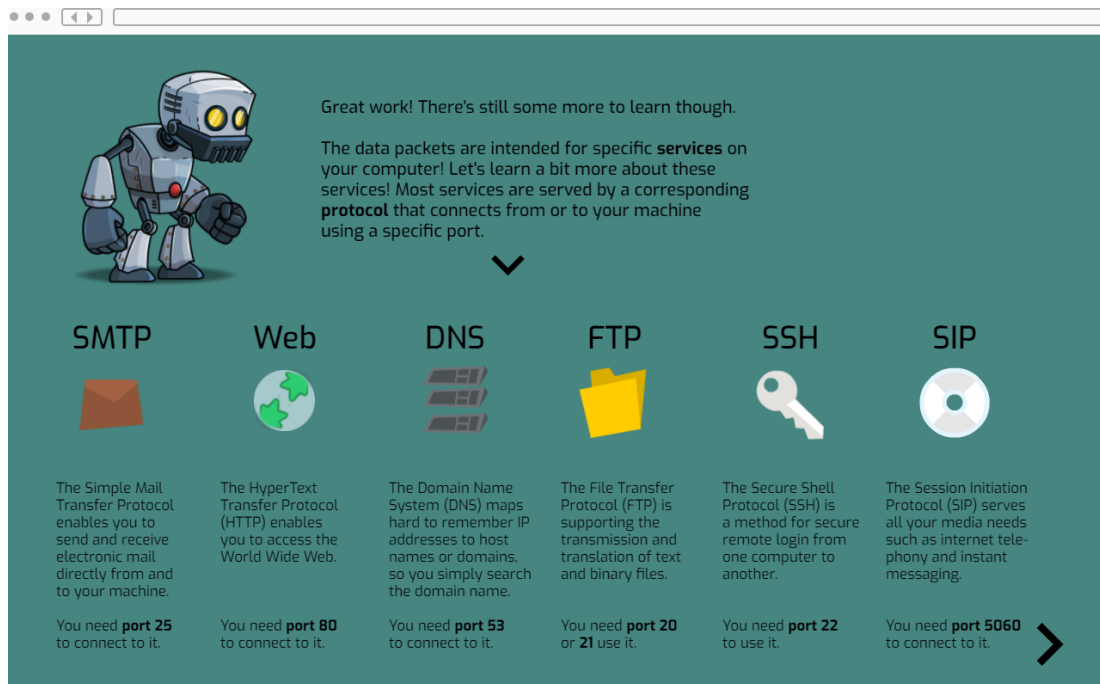 Great work! There's still some more to learn though.
The data packets are intended for specific services on
your computer! Let's learn a bit more about these
services! Most services are served by a corresponding
protocol that connects from or to your machine
using a specific port.
SMTP
The Simple Mail
Transfer Protocol
enables you to
send and receive
electronic mail
directly from and
to your machine.
You need port 25
to connect to it.
Web
The HyperText
Transfer Protocol
(HTTP) enables
you to access the
World Wide Web.
You need port 80
to connect to it.
DNS
The Domain Name
System (DNS) maps
hard to remember IP
addresses to host
names or domains,
so you simply search
the domain name.
You need port 53
to connect to it.
FTP
The File Transfer
Protocol (FTP) is
supporting the
transmission and
translation of text
and binary files.
You need port 20
or 21 use it.
SSH
The Secure Shell
Protocol (SSH) is
a method for secure
remote login from
one computer to
another.
You need port 22
to use it.
SIP
The Session Initiation
Protocol (SIP) serves
all your media needs
such as internet tele-
phony and instant
messaging.
You need port 5060
to connect to it.